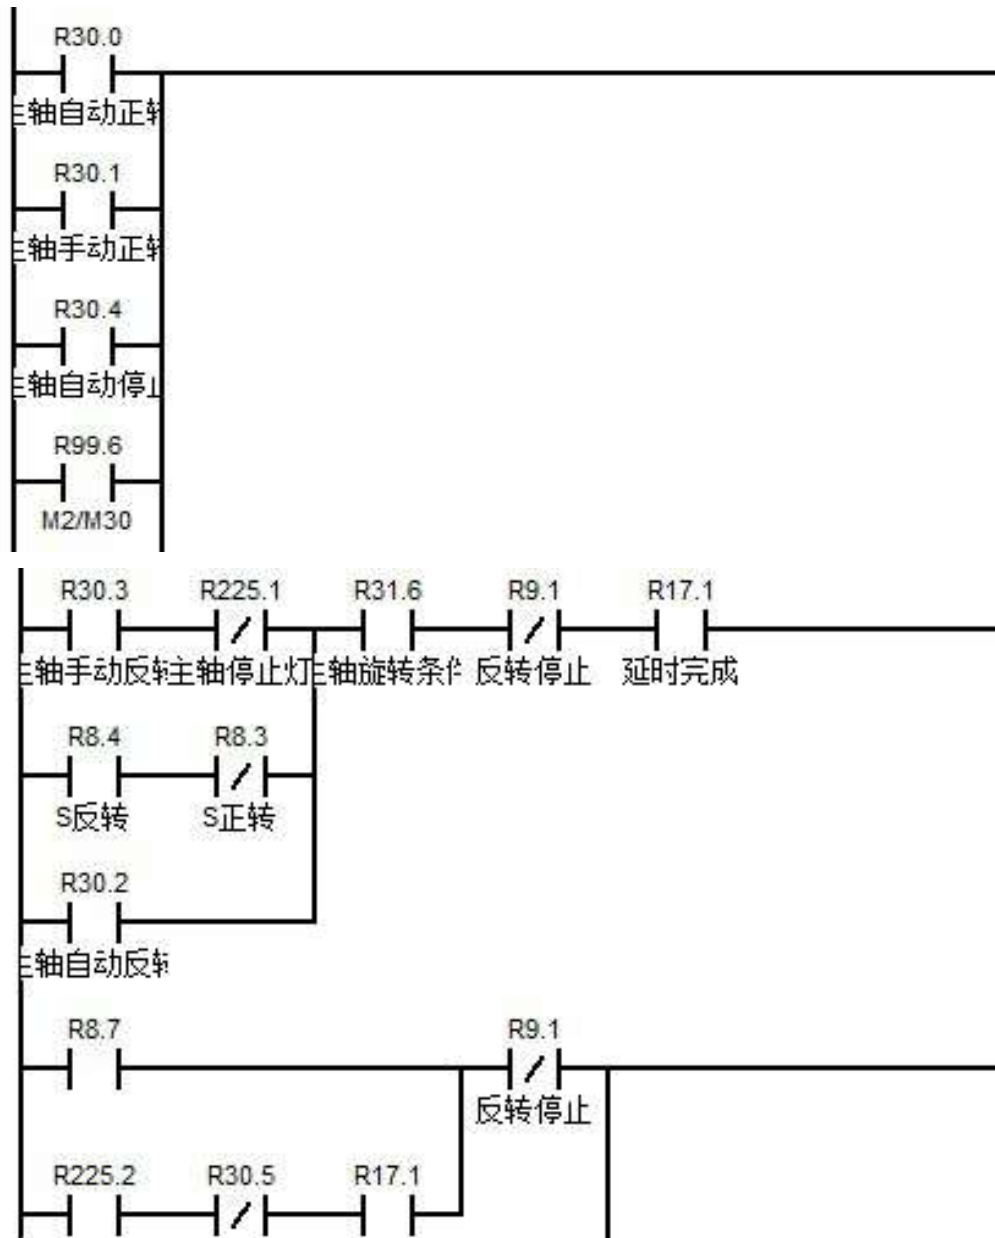 R30.0
主轴自动正转
R30.1
主轴手动正转
R30.4
主轴自动停止
R99.6
M2/M30
R30.3 R225.1 R31.6 R9.1 R17.1
主轴手动反转 主轴停止灯 主轴旋转条件 反转停止 延时完成
R8.4 R8.3
S反转 S正转
R30.2
主轴自动反转
R8.7 R9.1
反转停止
R225.2 R30.5 R17.1